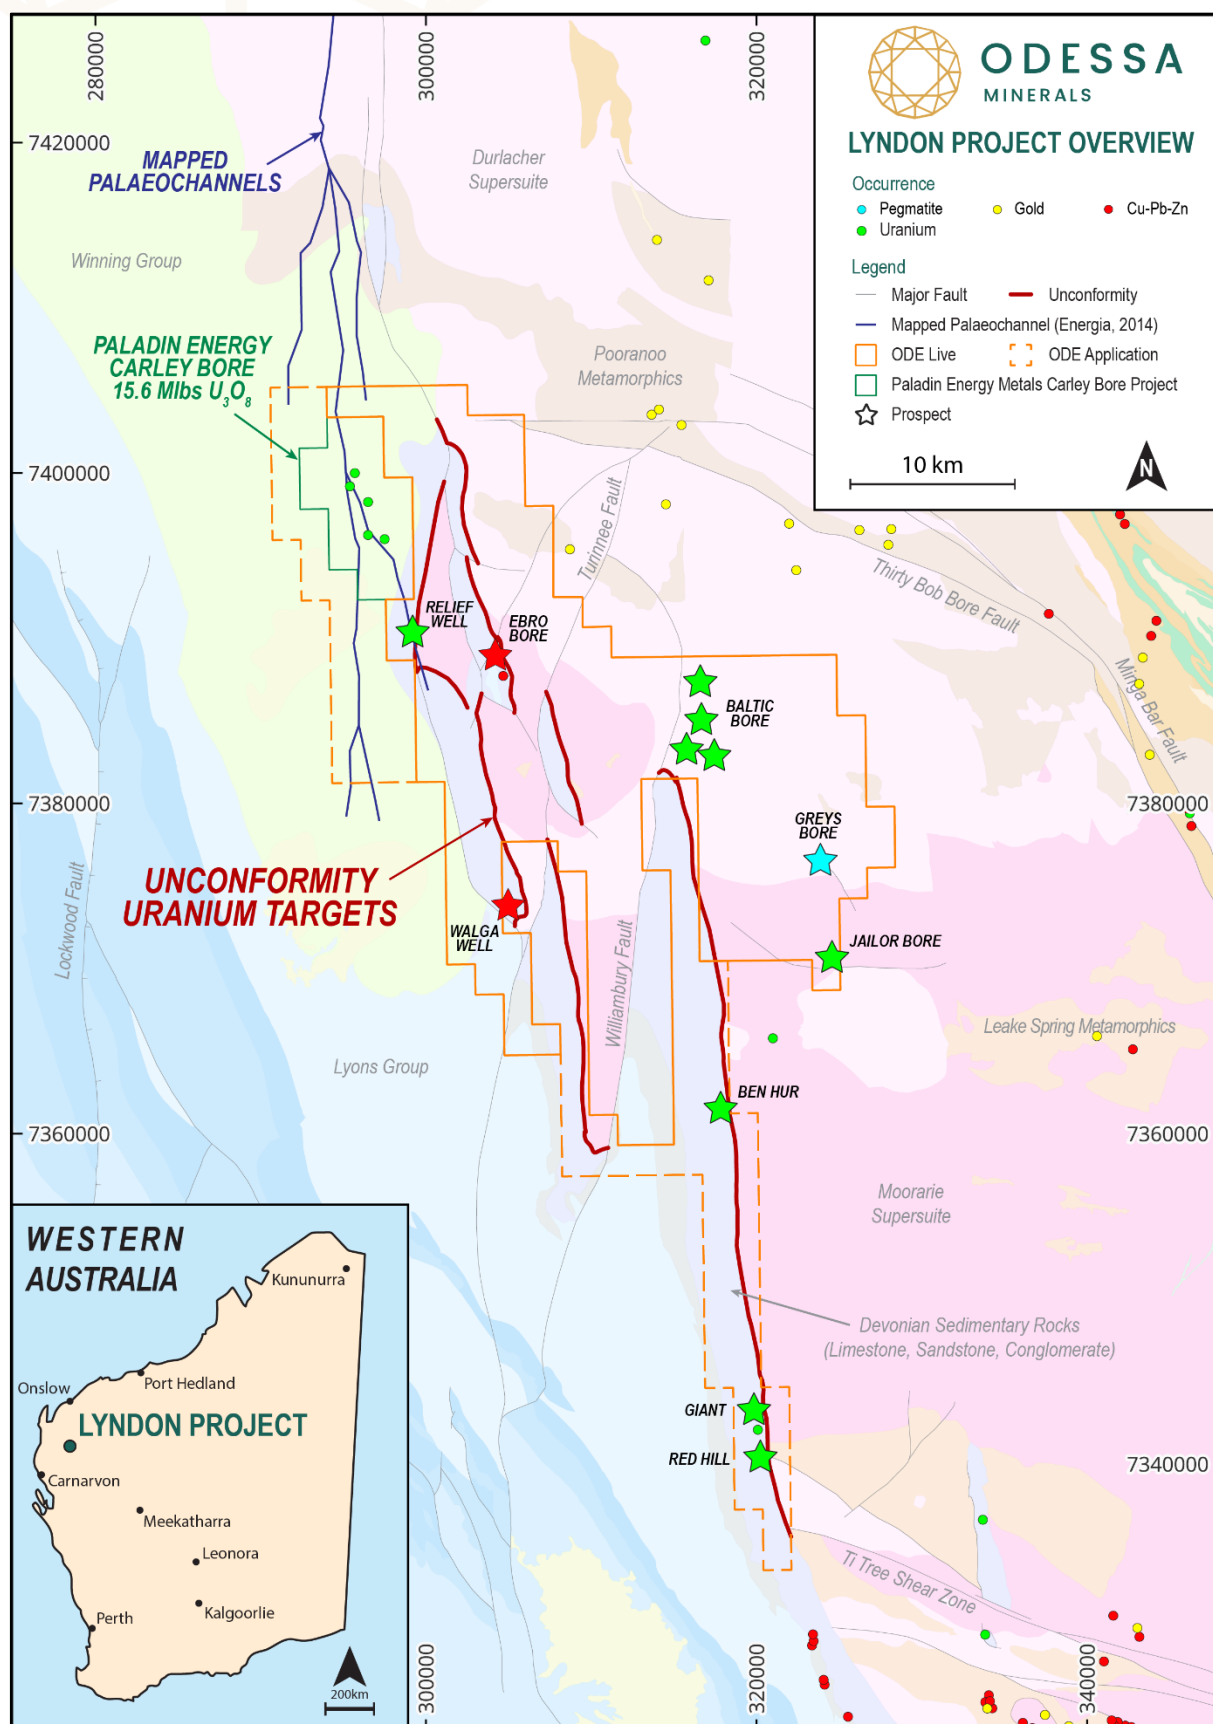 ODESSA
MINERALS
LYNDON PROJECT OVERVIEW
Occurrence
Pegmatite
Gold
Cu-Pb-Zn
Uranium
Legend
Major Fault
Unconformity
Mapped Palaeochannel (Energia, 2014)
ODE Live
ODE Application
Paladin Energy Metals Carley Bore Project
Prospect
10 km
N
280000
300000
320000
7420000
MAPPED
PALAEOCHANNELS
Durlacher
Supersuite
Winning Group
PALADIN ENERGY
CARLEY BORE
15.6 Mlbs U3O8
Pooranoo
Metamorphics
7400000
Turinnee Fault
Thirty Bob Bore Fault
RELIEF
WELL
EBRO
BORE
Minga Bar Fault
BALTIC
BORE
7380000
7380000
GREYS
BORE
UNCONFORMITY
URANIUM TARGETS
Lockwood Fault
WALGA
WELL
JAILOR BORE
Williambury Fault
Leake Spring Metamorphics
Lyons Group
BEN HUR
7360000
7360000
Moorarie
Supersuite
Devonian Sedimentary Rocks
(Limestone, Sandstone, Conglomerate)
GIANT
RED HILL
7340000
Ti Tree Shear Zone
300000
320000
340000
WESTERN
AUSTRALIA
Kununurra
Port Hedland
Onslow
LYNDON PROJECT
Carnarvon
Meekatharra
Leonora
Kalgoorlie
Perth
200km